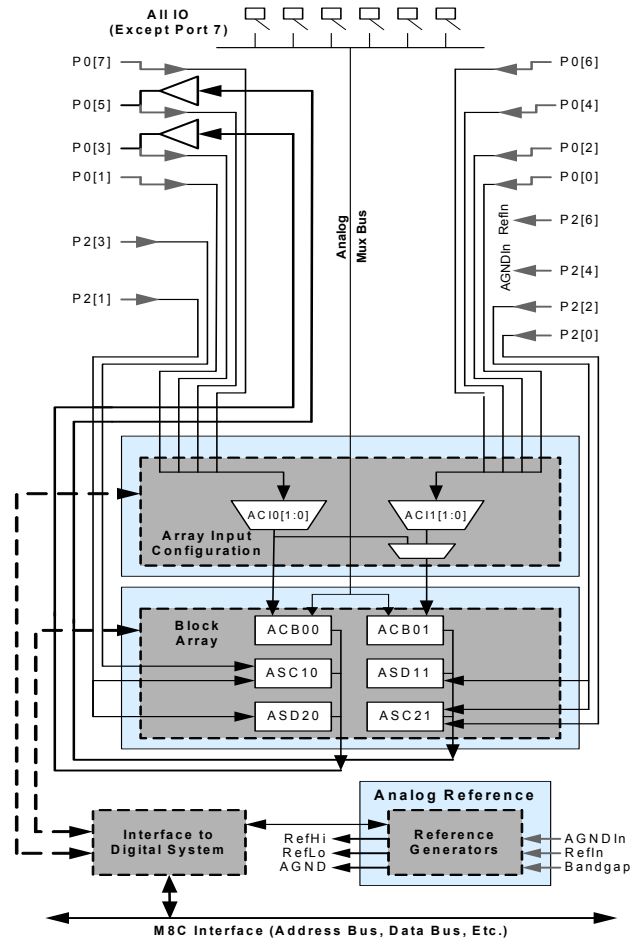 All IO
(Except Port 7)
P0[7]
P0[5]
P0[3]
P0[1]
P2[3]
P2[1]
P0[6]
P0[4]
P0[2]
P0[0]
P2[6]
P2[4]
P2[2]
P2[0]
Analog
Mux Bus
AGNDIn RefIn
ACI0[1:0]
ACI1[1:0]
Array Input
Configuration
Block
Array
ACB00
ACB01
ASC10
ASD11
ASD20
ASC21
Analog Reference
Interface to
Digital System
RefHi
RefLo
AGND
Reference
Generators
AGNDIn
RefIn
Bandgap
M8C Interface (Address Bus, Data Bus, Etc.)